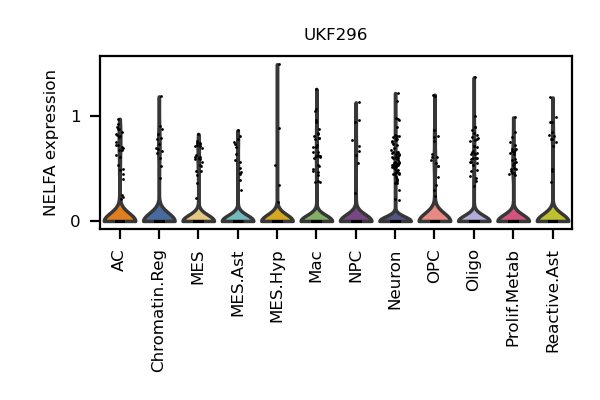 UKF296
NELFA expression
1
0
AC
Chromatin.Reg
MES
MES.Ast
MES.Hyp
Mac
NPC
Neuron
OPC
Oligo
Prolif.Metab
Reactive.Ast